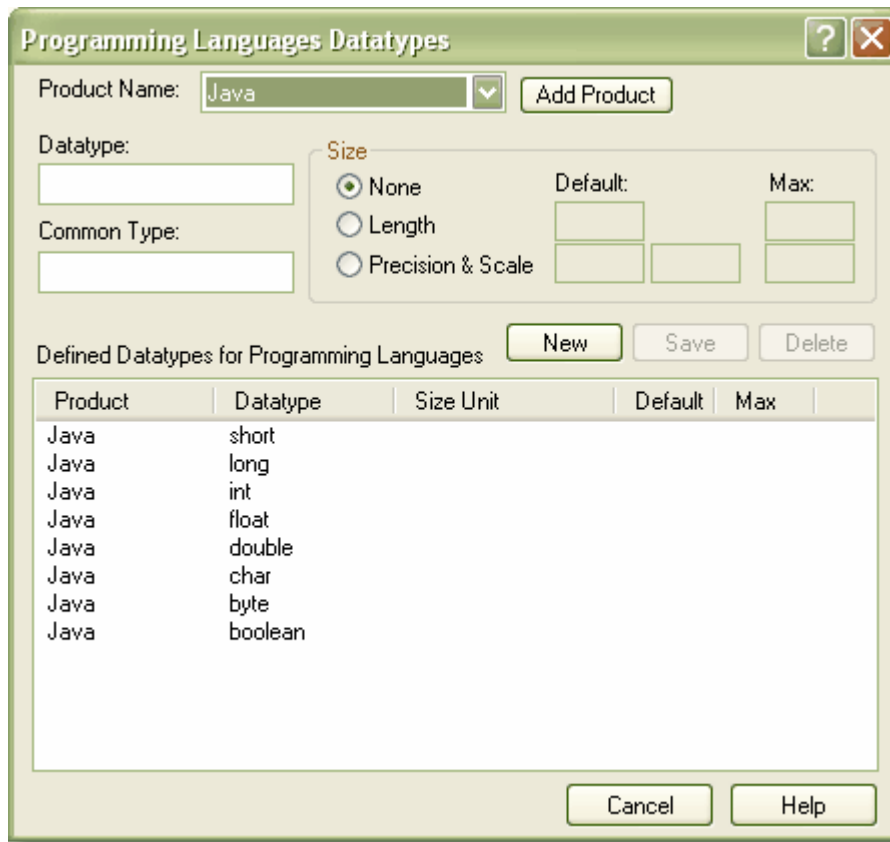 Programming Languages Datatypes
Product Name: Java Add Product
Datatype:
Size
None Default: Max:
Common Type:
Length
Precision & Scale
Defined Datatypes for Programming Languages New Save Delete
Product Datatype Size Unit Default Max
Java short
Java long
Java int
Java float
Java double
Java char
Java byte
Java boolean
Cancel Help